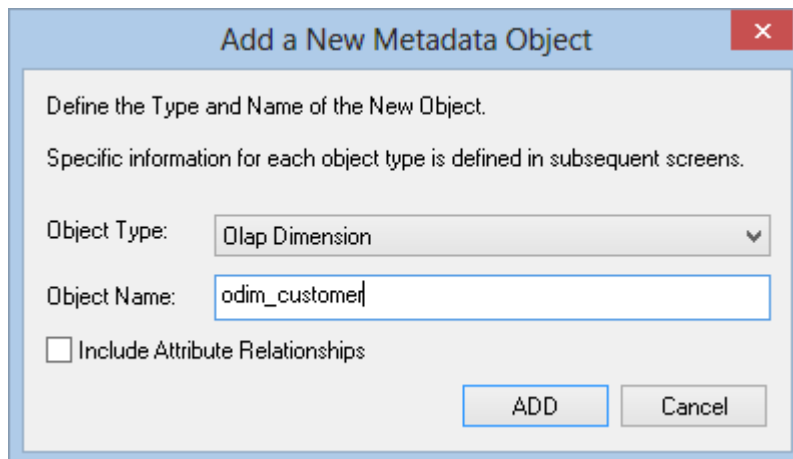 Add a New Metadata Object
Define the Type and Name of the New Object.
Specific information for each object type is defined in subsequent screens.
Object Type: Olap Dimension
Object Name: odim_customer
Include Attribute Relationships
ADD Cancel